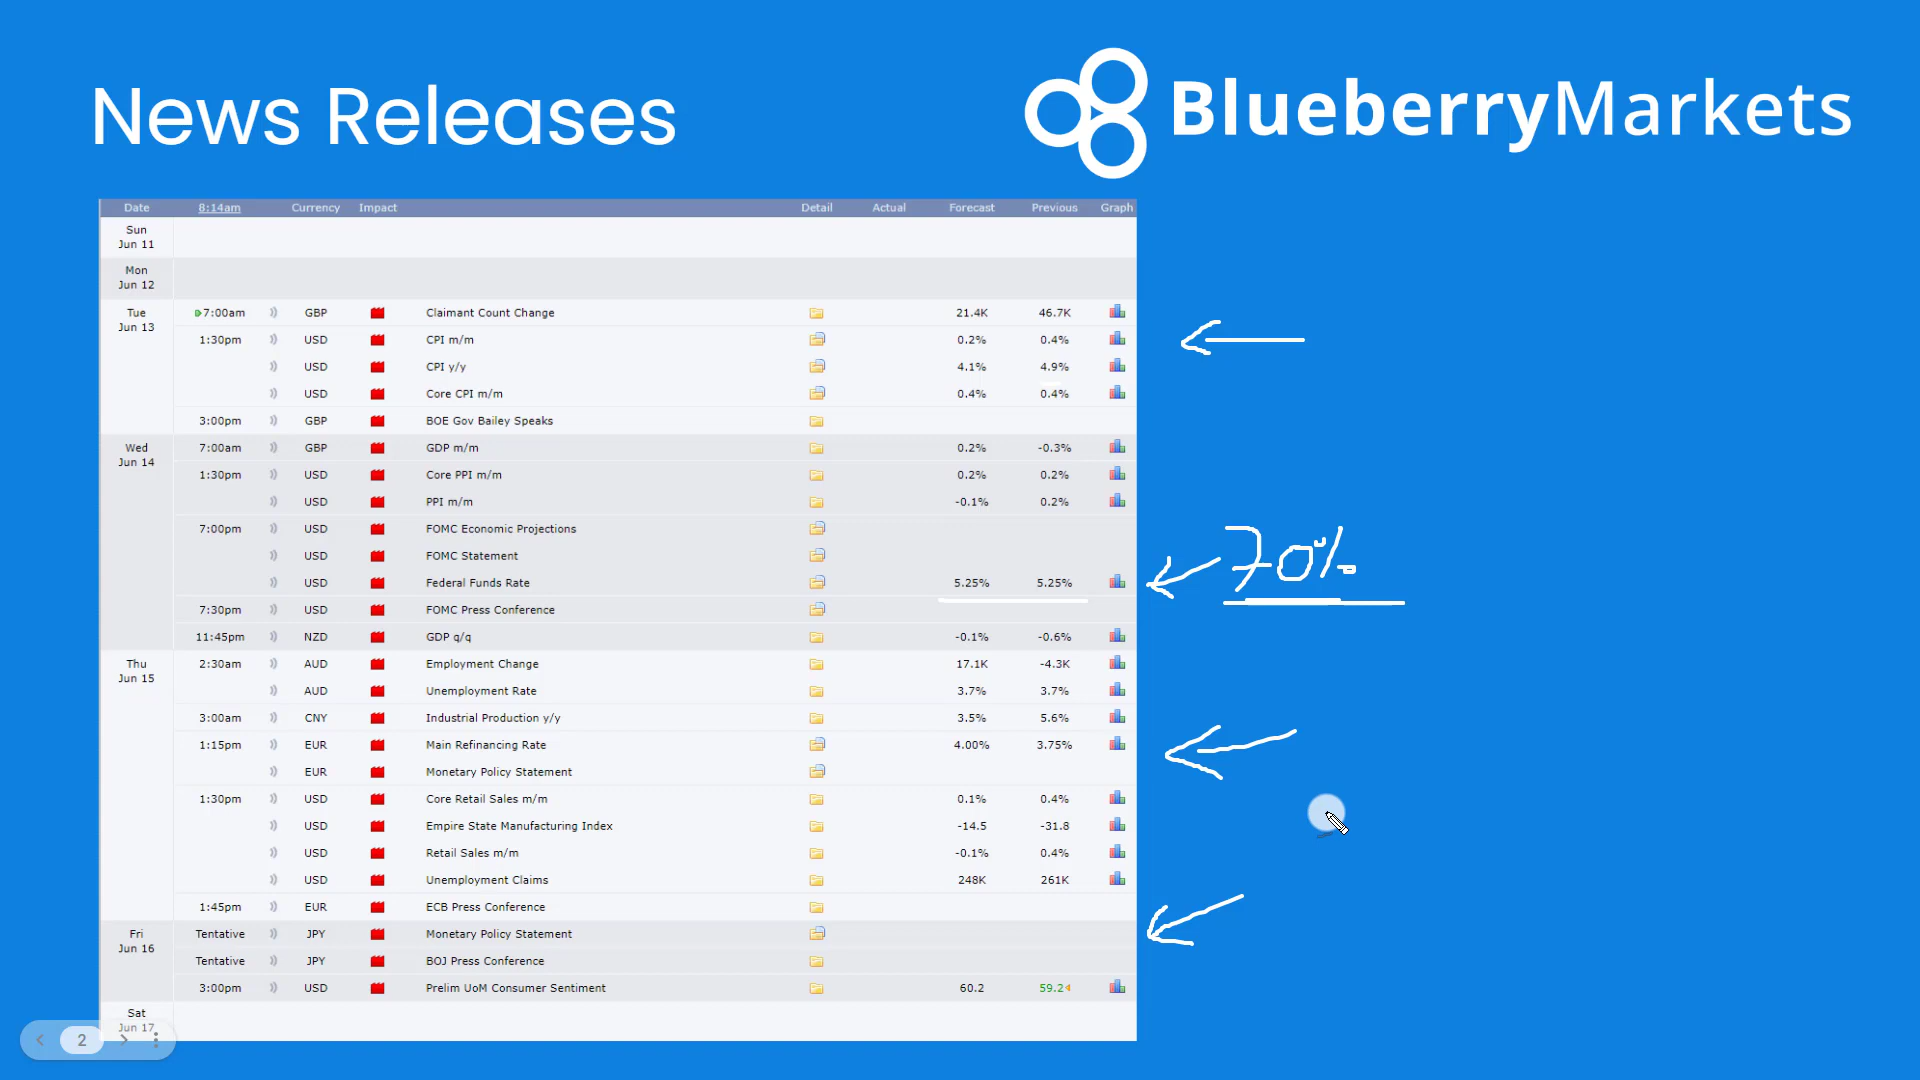 News Releases
BlueberryMarkets
Date 8:14am Currency Impact Detail Actual Forecast Previous Graph
Sun
Jun 11
Mon
Jun 12
Tue
Jun 13
7:00am GBP Claimant Count Change 21.4K 46.7K
1:30pm USD CPI m/m 0.2% 0.4%
USD CPI y/y 4.1% 4.9%
USD Core CPI m/m 0.4% 0.4%
3:00pm GBP BOE Gov Bailey Speaks
Wed
Jun 14
7:00am GBP GDP m/m 0.2% -0.3%
1:30pm USD Core PPI m/m 0.2% 0.2%
USD PPI m/m -0.1% 0.2%
7:00pm USD FOMC Economic Projections
USD FOMC Statement
USD Federal Funds Rate 5.25% 5.25%
70%
7:30pm USD FOMC Press Conference
11:45pm NZD GDP q/q -0.1% -0.6%
Thu
Jun 15
2:30am AUD Employment Change 17.1K -4.3K
AUD Unemployment Rate 3.7% 3.7%
3:00am CNY Industrial Production y/y 3.5% 5.6%
1:15pm EUR Main Refinancing Rate 4.00% 3.75%
EUR Monetary Policy Statement
1:30pm USD Core Retail Sales m/m 0.1% 0.4%
USD Empire State Manufacturing Index -14.5 -31.8
USD Retail Sales m/m -0.1% 0.4%
USD Unemployment Claims 248K 261K
1:45pm EUR ECB Press Conference
Fri
Jun 16
Tentative JPY Monetary Policy Statement
Tentative JPY BOJ Press Conference
3:00pm USD Prelim UoM Consumer Sentiment 60.2 59.2
Sat
Jun 17
2